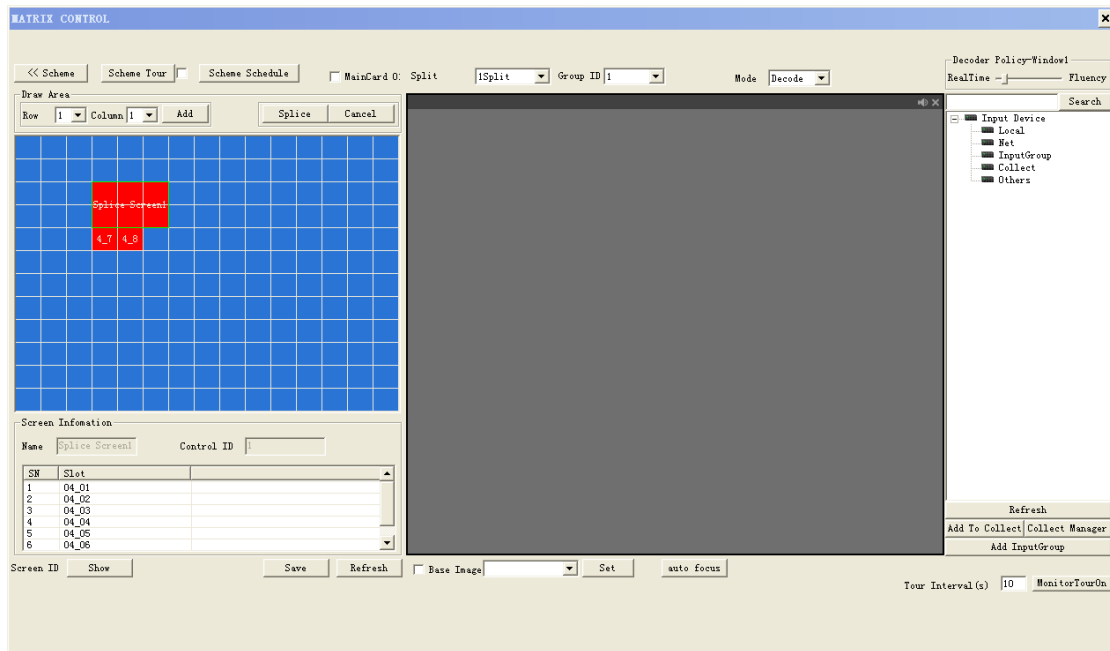 MATRIX CONTROL
<< Scheme Scheme Tour Scheme Schedule MainCard O: Split 1Split Group ID 1 Mode Decode
Decoder Policy-Window1
RealTime Fluency
Draw Area
Row 1 Column 1 Add Splice Cancel
Search
Input Device
Local
Net
InputGroup
Collect
Others
Splice Screen1
4_7 4_8
Screen Infomation
Name Splice Screen1 Control ID 1
SN Slot
1 04_01
2 04_02
3 04_03
4 04_04
5 04_05
6 04_06
Refresh
Add To Collect Collect Manager
Add InputGroup
Screen ID Show Save Refresh Base Image Set auto focus
Tour Interval(s) 10 MonitorTourOn